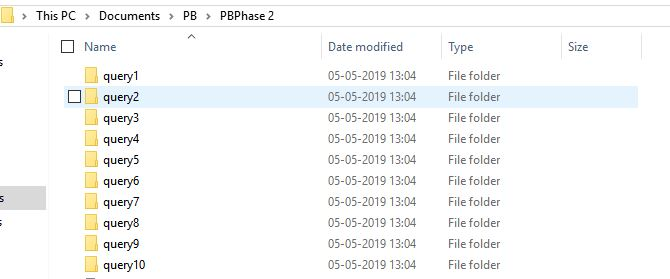 This PC > Documents > PB > PBPhase 2
Name Date modified Type Size
query1 05-05-2019 13:04 File folder
query2 05-05-2019 13:04 File folder
query3 05-05-2019 13:04 File folder
query4 05-05-2019 13:04 File folder
query5 05-05-2019 13:04 File folder
query6 05-05-2019 13:04 File folder
s query7 05-05-2019 13:04 File folder
query8 05-05-2019 13:04 File folder
query9 05-05-2019 13:04 File folder
query10 05-05-2019 13:04 File folder